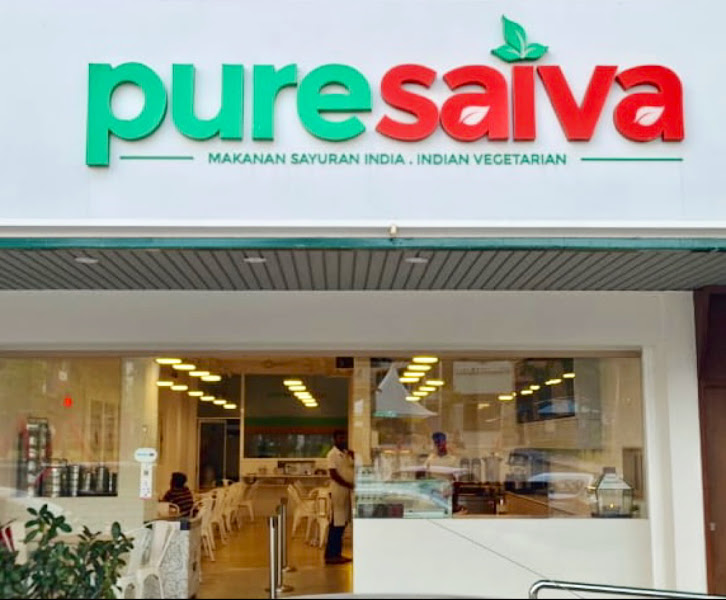 puresaiva
MAKANAN SAYURAN INDIA . INDIAN VEGETARIAN